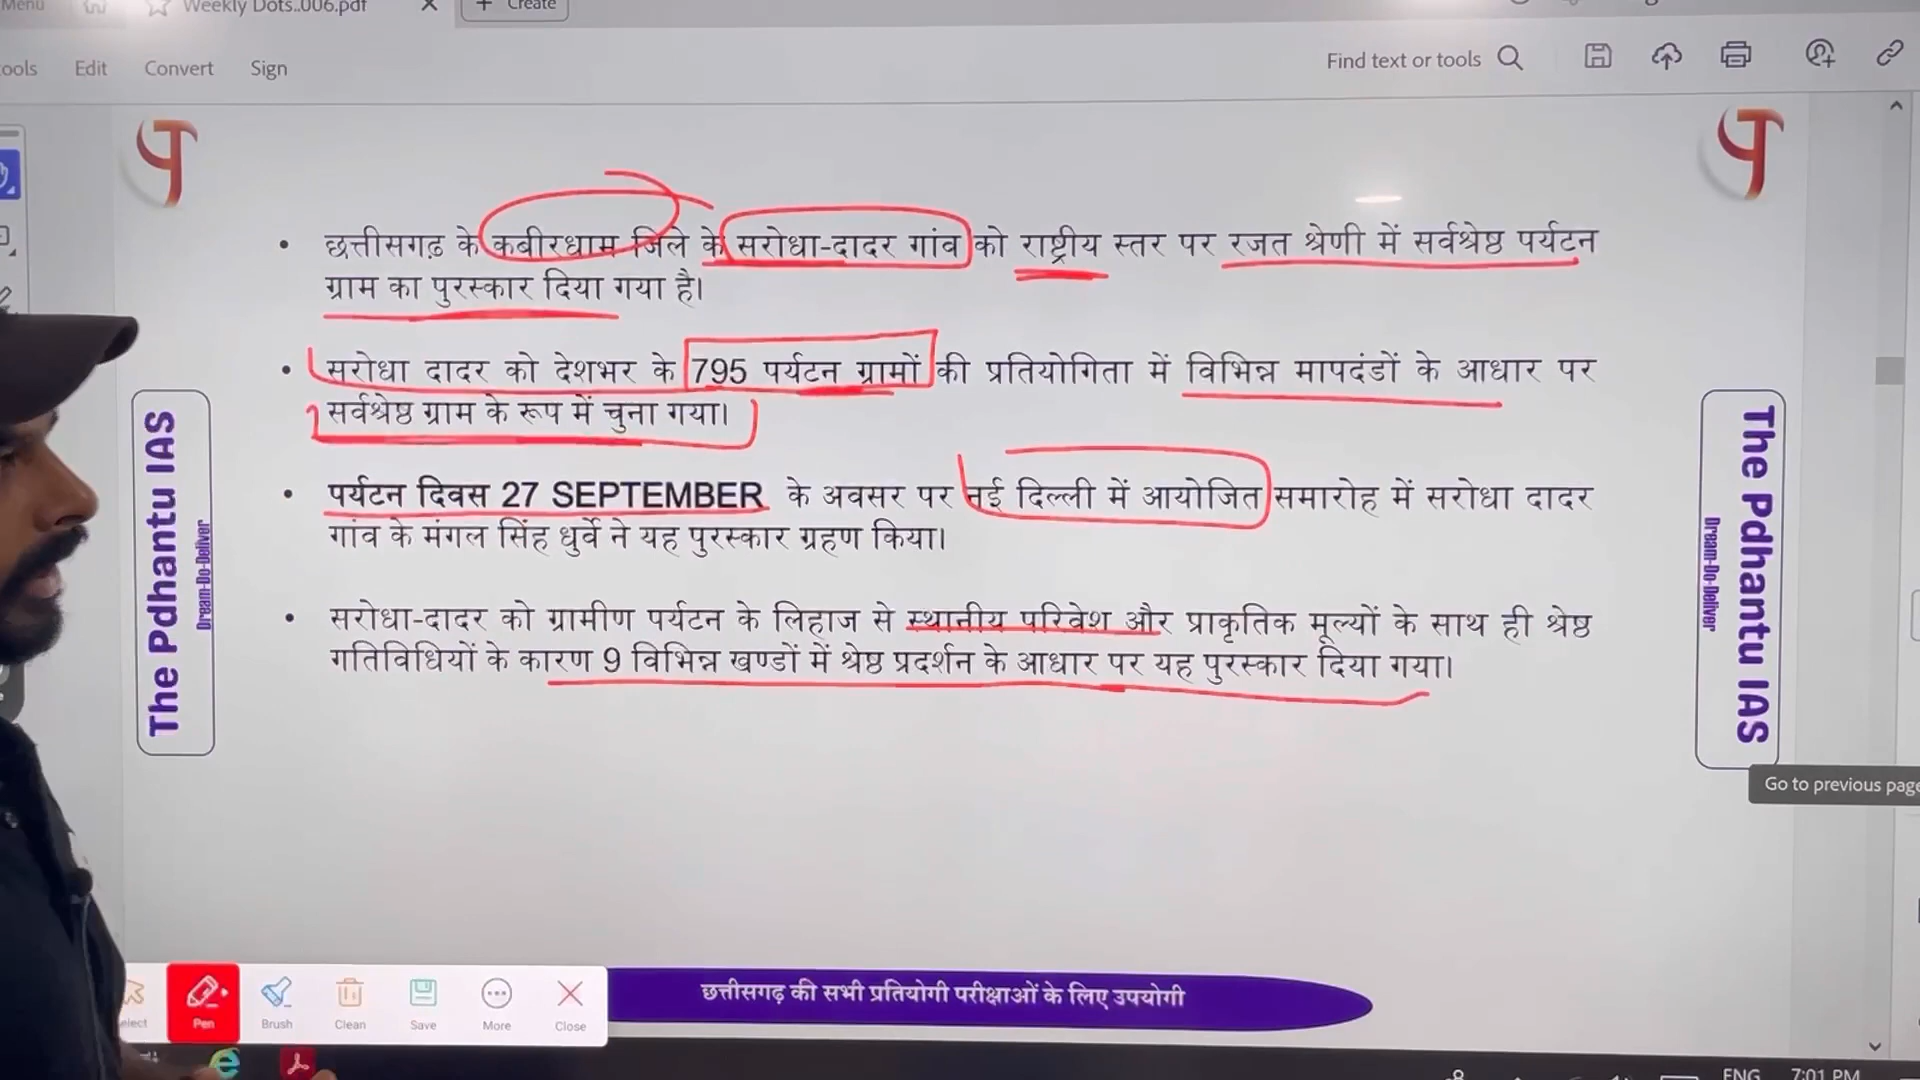 Menu
Weekly Dots..006.pdf
Create
ools
Edit
Convert
Sign
Find text or tools
छत्तीसगढ़ के कबीरधाम जिले के सरोधा-दादर गांव को राष्ट्रीय स्तर पर रजत श्रेणी में सर्वश्रेष्ठ पर्यटन
ग्राम का पुरस्कार दिया गया है।
सरोधा दादर को देशभर के 795 पर्यटन ग्रामों की प्रतियोगिता में विभिन्न मापदंडों के आधार पर
सर्वश्रेष्ठ ग्राम के रूप में चुना गया।
पर्यटन दिवस 27 SEPTEMBER के अवसर पर नई दिल्ली में आयोजित समारोह में सरोधा दादर
गांव के मंगल सिंह धुर्वे ने यह पुरस्कार ग्रहण किया।
सरोधा-दादर को ग्रामीण पर्यटन के लिहाज से स्थानीय परिवेश और प्राकृतिक मूल्यों के साथ ही श्रेष्ठ
गतिविधियों के कारण 9 विभिन्न खण्डों में श्रेष्ठ प्रदर्शन के आधार पर यह पुरस्कार दिया गया।
The Pdhantu IAS
Dream-Do-Deliver
The Pdhantu IAS
Dream-Do-Deliver
Go to previous page
elect
Pen
Brush
Clean
Save
More
Close
छत्तीसगढ़ की सभी प्रतियोगी परीक्षाओं के लिए उपयोगी
ENG
7:01 PM